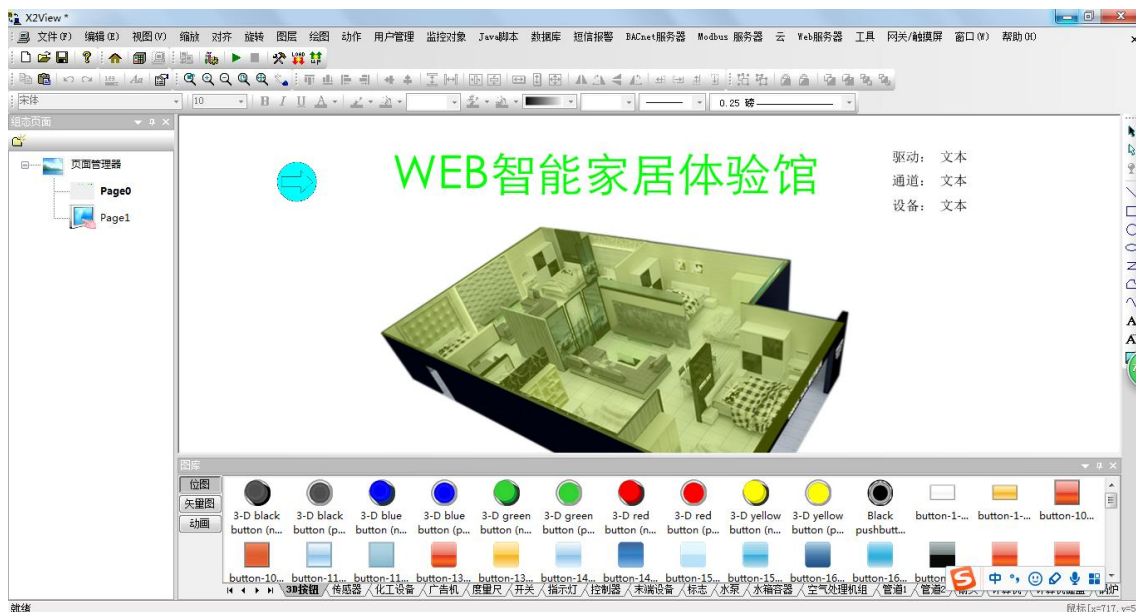 X2View *
文件(F) 编辑(E) 视图(V) 缩放 对齐 旋转 图层 绘图 动作 用户管理 监控对象 Java脚本 数据库 短信报警 BACnet服务器 Modbus 服务器 云 Web服务器 工具 网关/触摸屏 窗口(W) 帮助(H)
宋体 10 B I U A 0.25 磅
组态页面
页面管理器
Page0
Page1
WEB智能家居体验馆
驱动： 文本
通道： 文本
设备： 文本
图库
位图
矢量图
动画
3-D black button (n... 3-D black button (p... 3-D blue button (n... 3-D blue button (p... 3-D green button (n... 3-D green button (p... 3-D red button (n... 3-D red button (p... 3-D yellow button (n... 3-D yellow button (p... Black pushbutt... button-1-... button-1-... button-10...
button-10... button-11... button-11... button-13... button-13... button-14... button-14... button-15... button-15... button-16... button-16... button
3D按钮 传感器 化工设备 广告机 度量尺 开关 指示灯 控制器 末端设备 标志 水泵 水箱容器 空气处理机组 管道1 管道2
中
就绪
鼠标[x=717, y=5